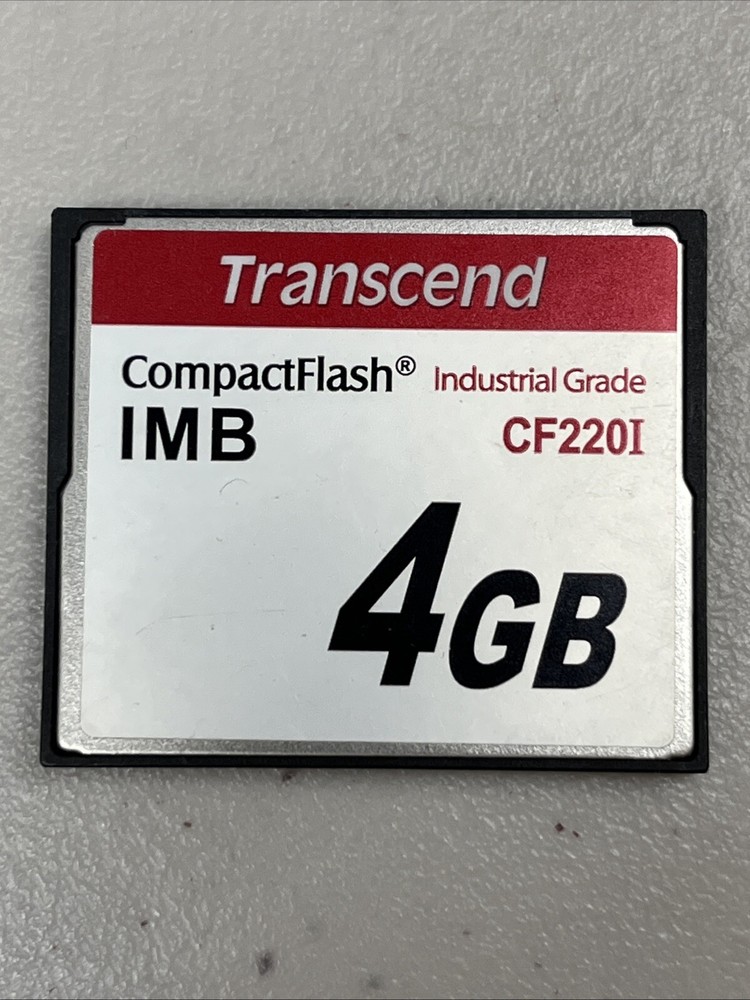 Transcend
CompactFlash® Industrial Grade
IMB CF220I
4GB